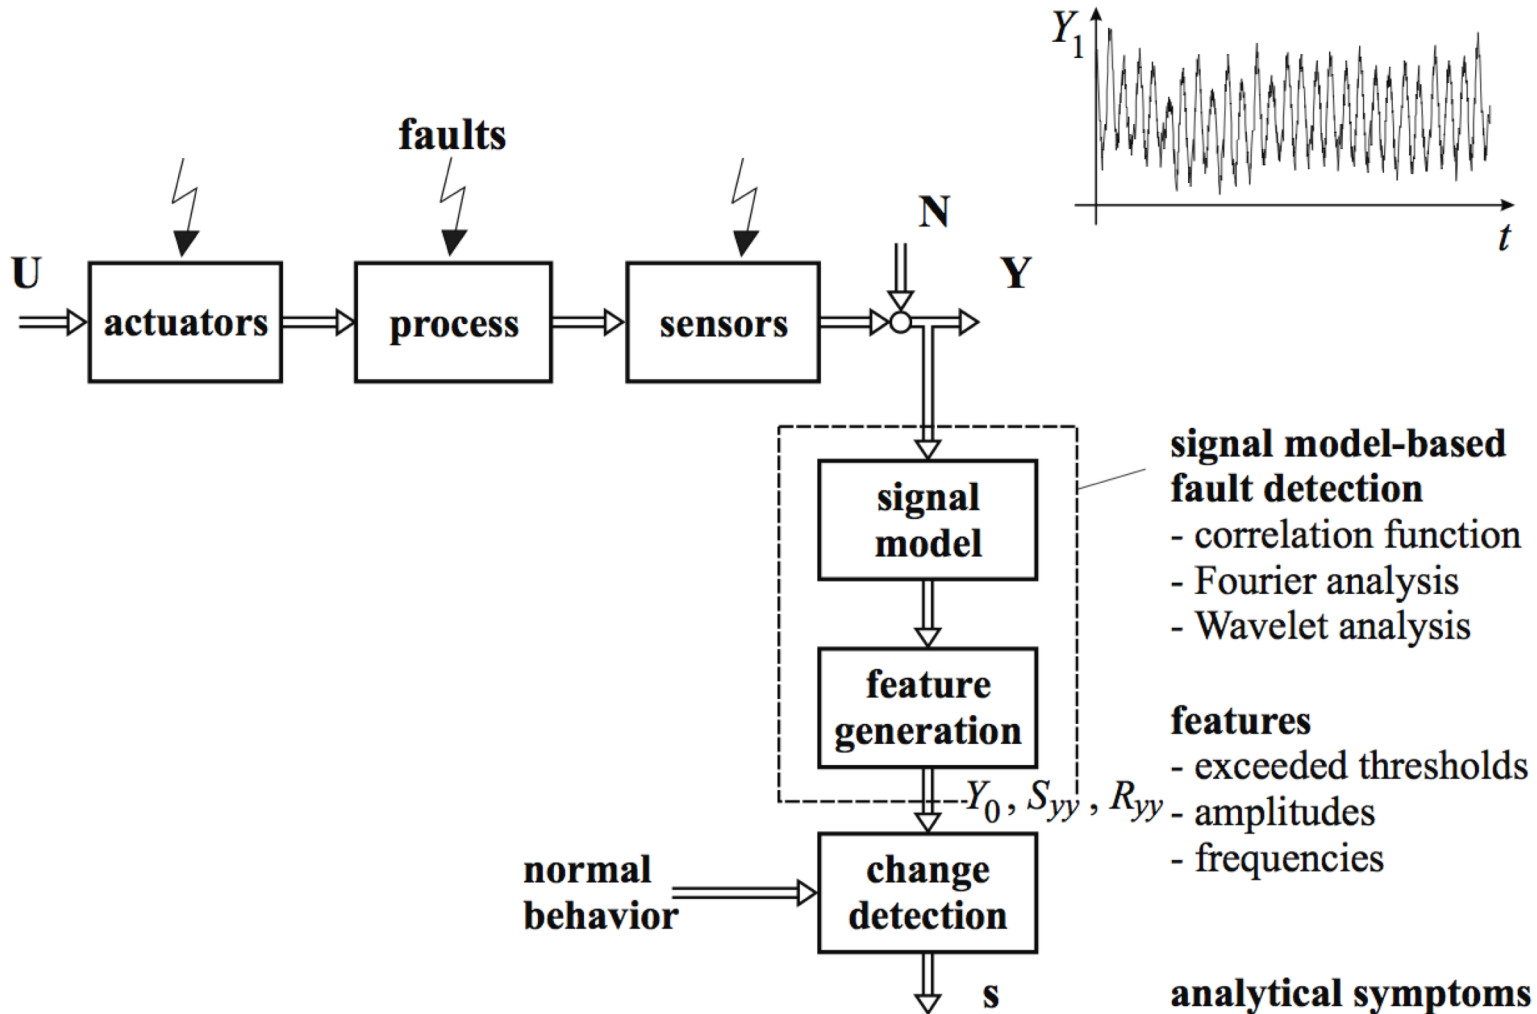 Y1
t
faults
N
U
Y
actuators
process
sensors
signal
model
signal model-based
fault detection
- correlation function
- Fourier analysis
- Wavelet analysis
feature
generation
features
- exceeded thresholds
- amplitudes
- frequencies
Y0 , Syy , Ryy
normal
behavior
change
detection
s
analytical symptoms